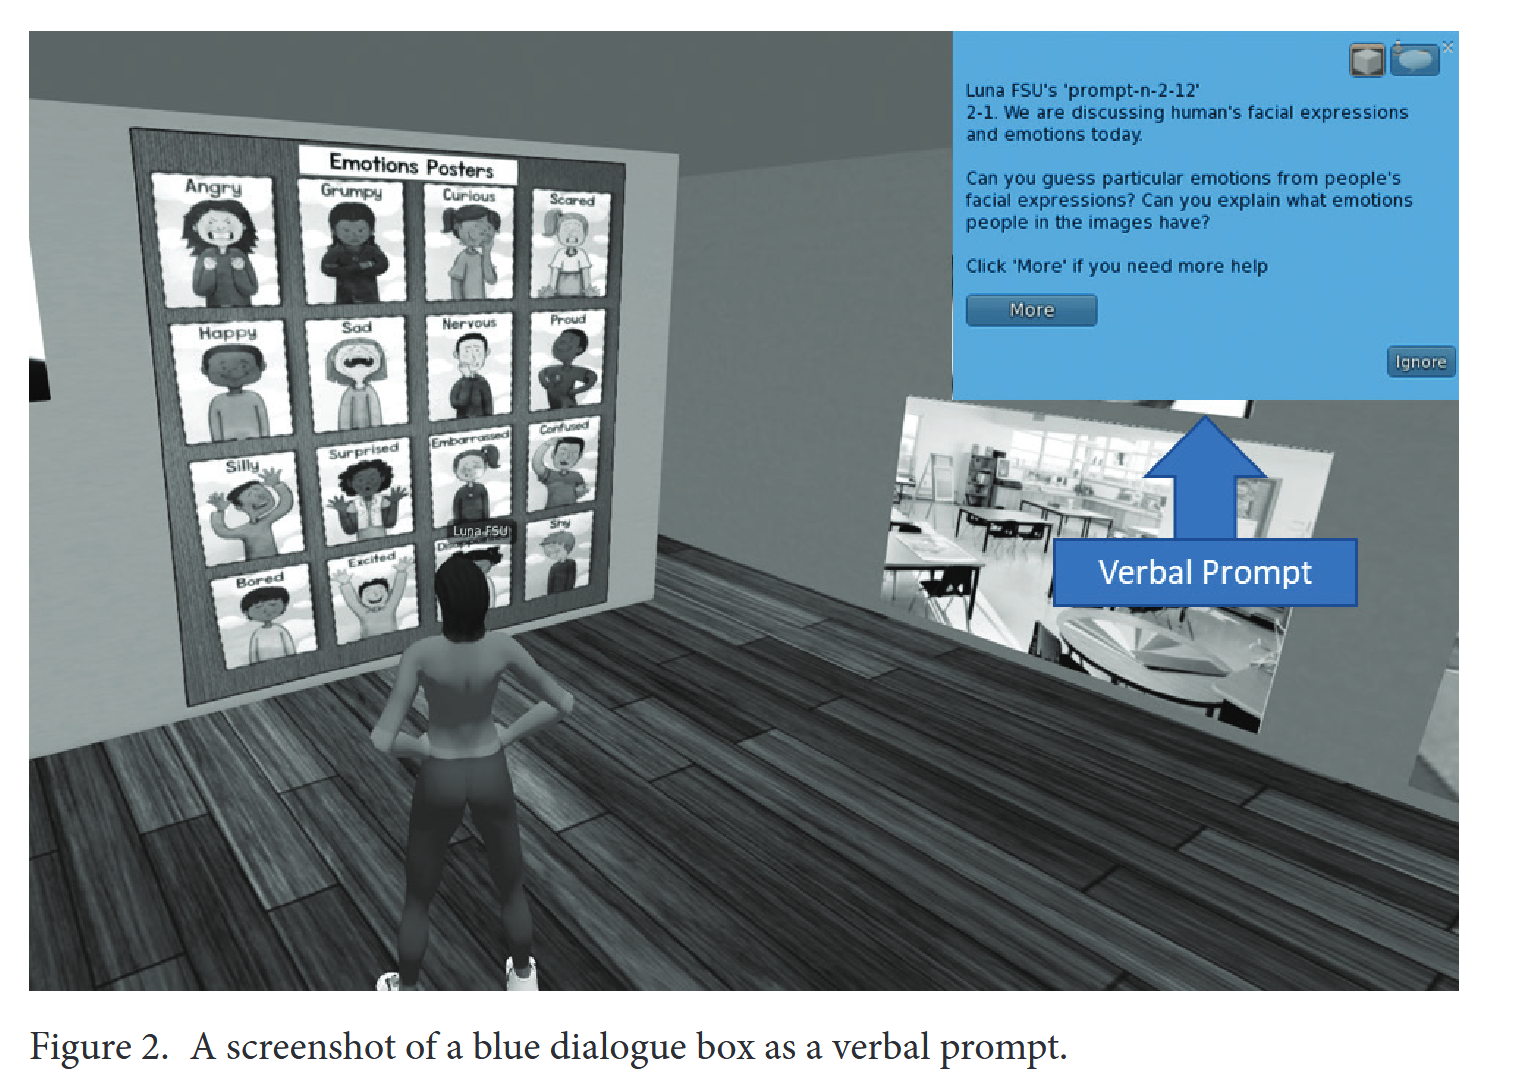 Emotions Posters
Angry
Grumpy
Curious
Scared
Happy
Sad
Nervous
Proud
Silly
Surprised
Embarrassed
Confused
Bored
Excited
Shy
Luna FSU
Luna FSU's 'prompt-n-2-12'
2-1. We are discussing human's facial expressions
and emotions today.
Can you guess particular emotions from people's
facial expressions? Can you explain what emotions
people in the images have?
Click 'More' if you need more help
More
Ignore
Verbal Prompt
Figure 2. A screenshot of a blue dialogue box as a verbal prompt.